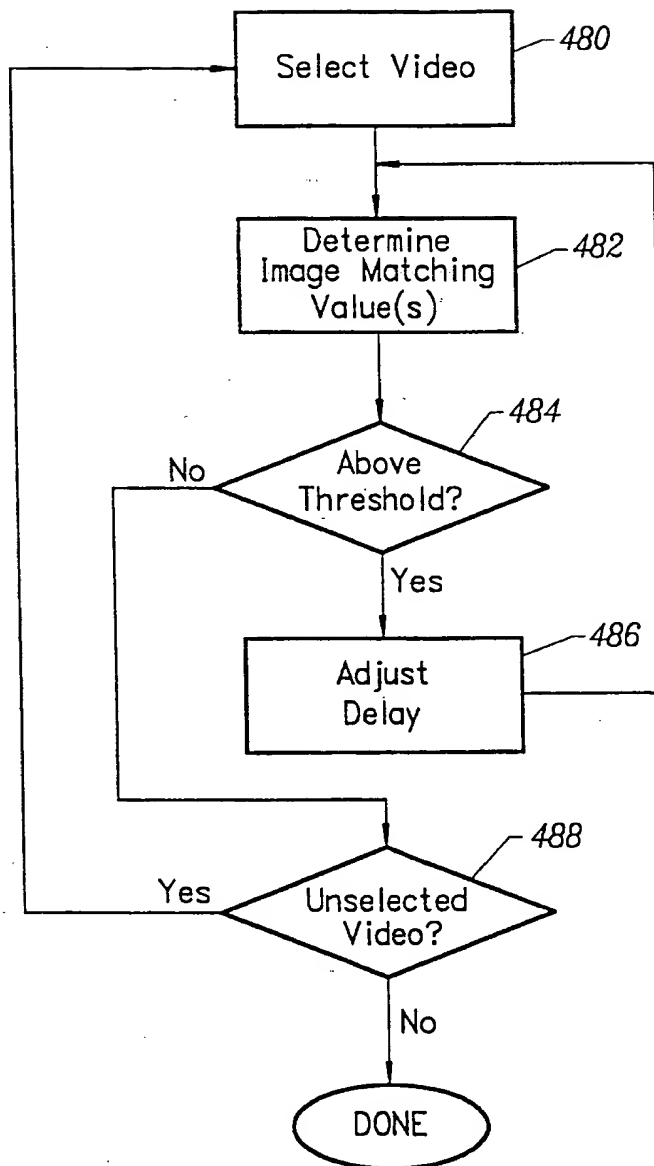 Select Video
480
Determine
Image Matching
Value(s)
482
484
No
Above
Threshold?
Yes
486
Adjust
Delay
488
Yes
Unselected
Video?
No
DONE